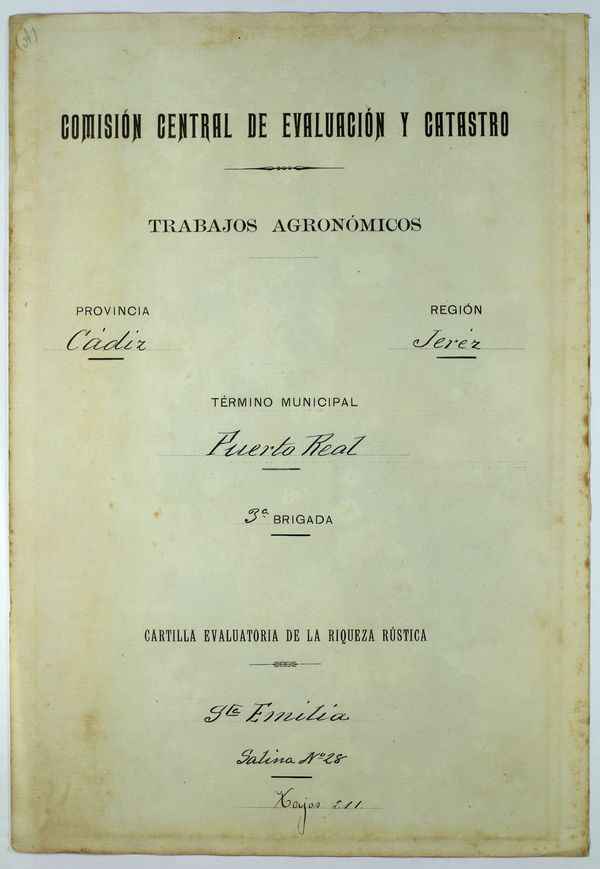 (A)
COMISIÓN CENTRAL DE EVALUACIÓN Y CATASTRO
TRABAJOS AGRONÓMICOS
PROVINCIA REGIÓN
Cádiz Jeréz
TÉRMINO MUNICIPAL
Puerto Real
3ª BRIGADA
CARTILLA EVALUATORIA DE LA RIQUEZA RÚSTICA
Sta Emilia
Salina Nº 28
211